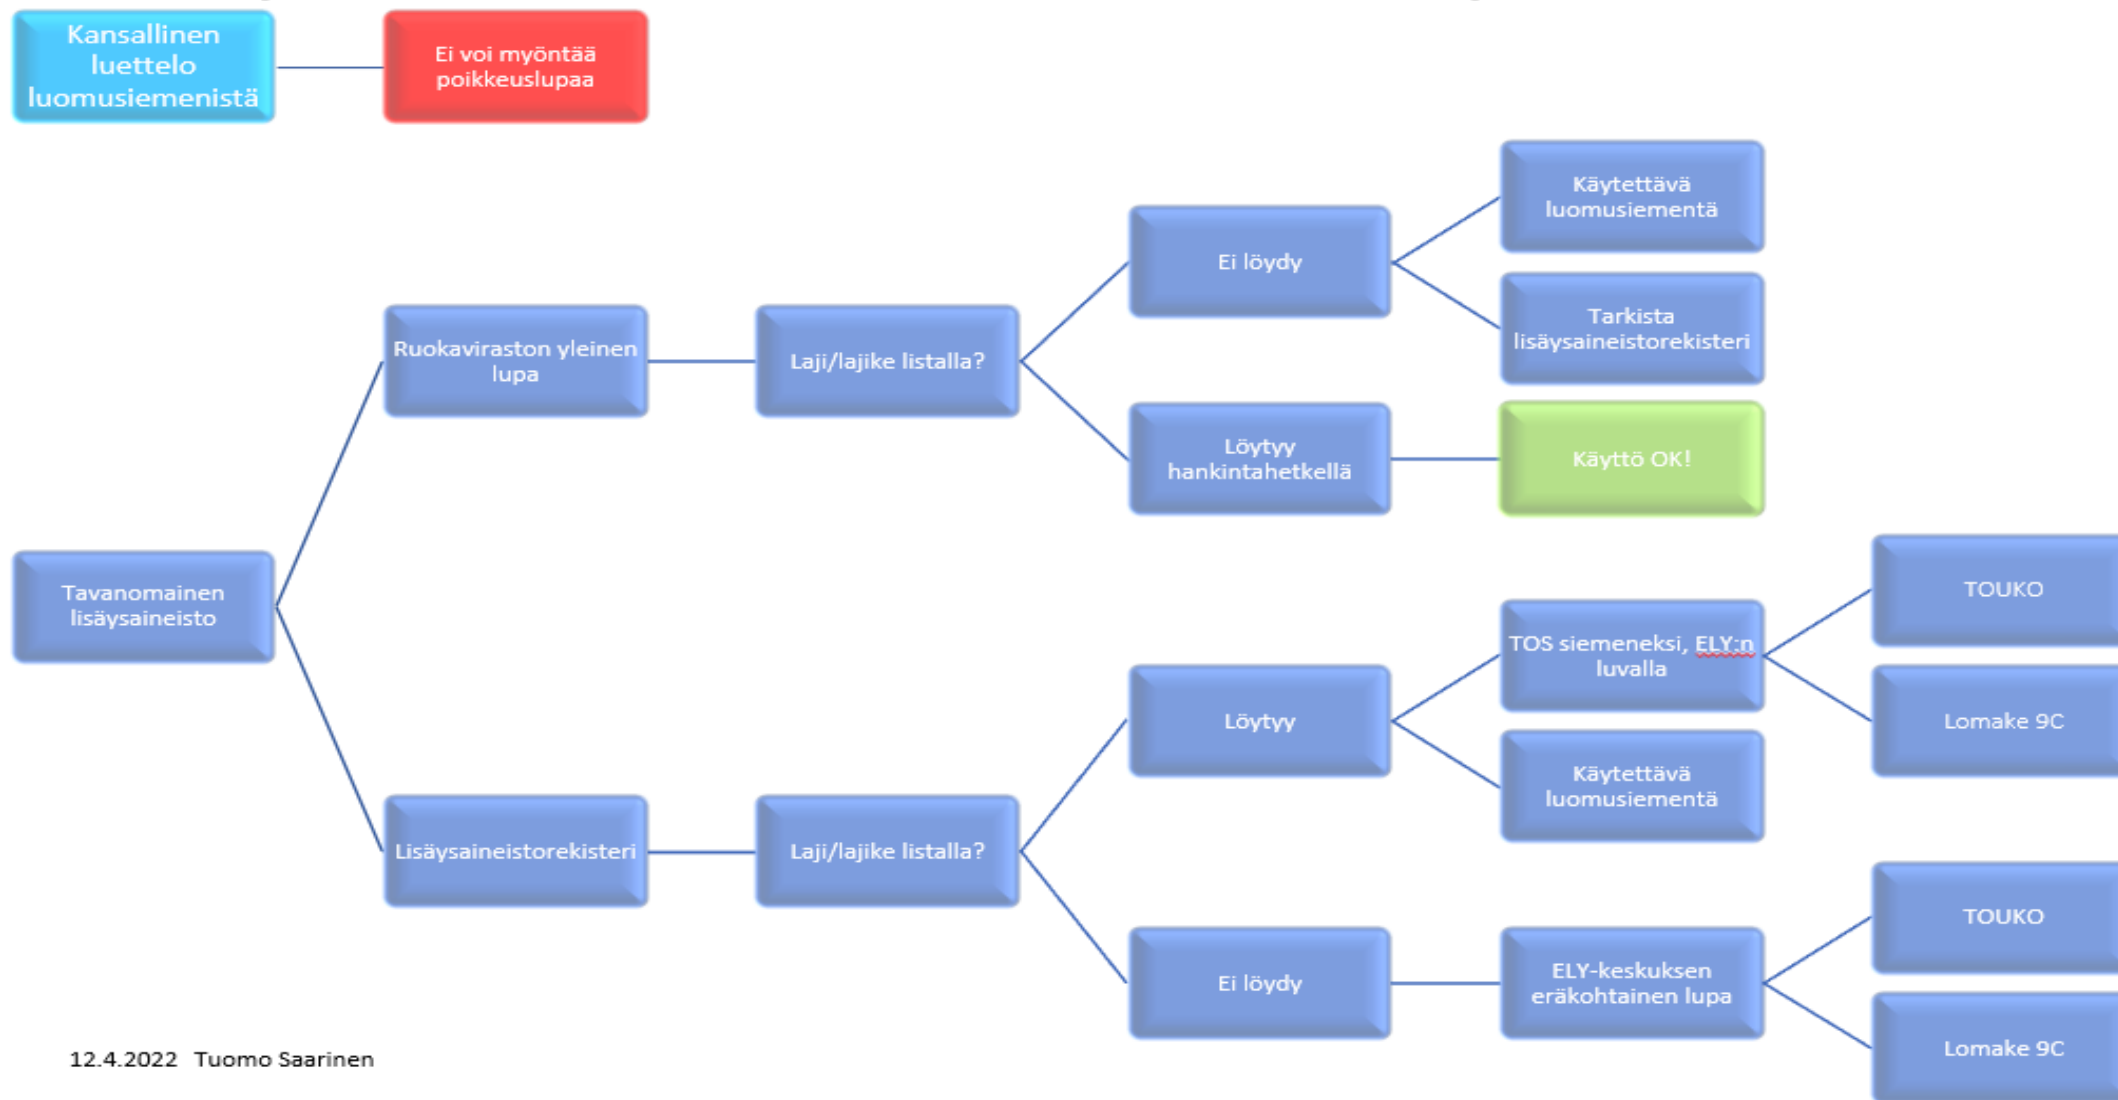 Kansallinen
luettelo
luomusiemenistä
Ei voi myöntää
poikkeuslupaa
Käytettävä
luomusiementä
Ei löydy
Tarkista
lisäysaineistorekisteri
Ruokaviraston yleinen
lupa
Laji/lajike listalla?
Löytyy
hankintahetkellä
Käyttö OK!
Tavanomainen
lisäysaineisto
TOUKO
TOS siemeneksi, ELY:n
luvalla
Lomake 9C
Löytyy
Käytettävä
luomusiementä
Lisäysaineistorekisteri
Laji/lajike listalla?
TOUKO
Ei löydy
ELY-keskuksen
eräkohtainen lupa
Lomake 9C
12.4.2022 Tuomo Saarinen